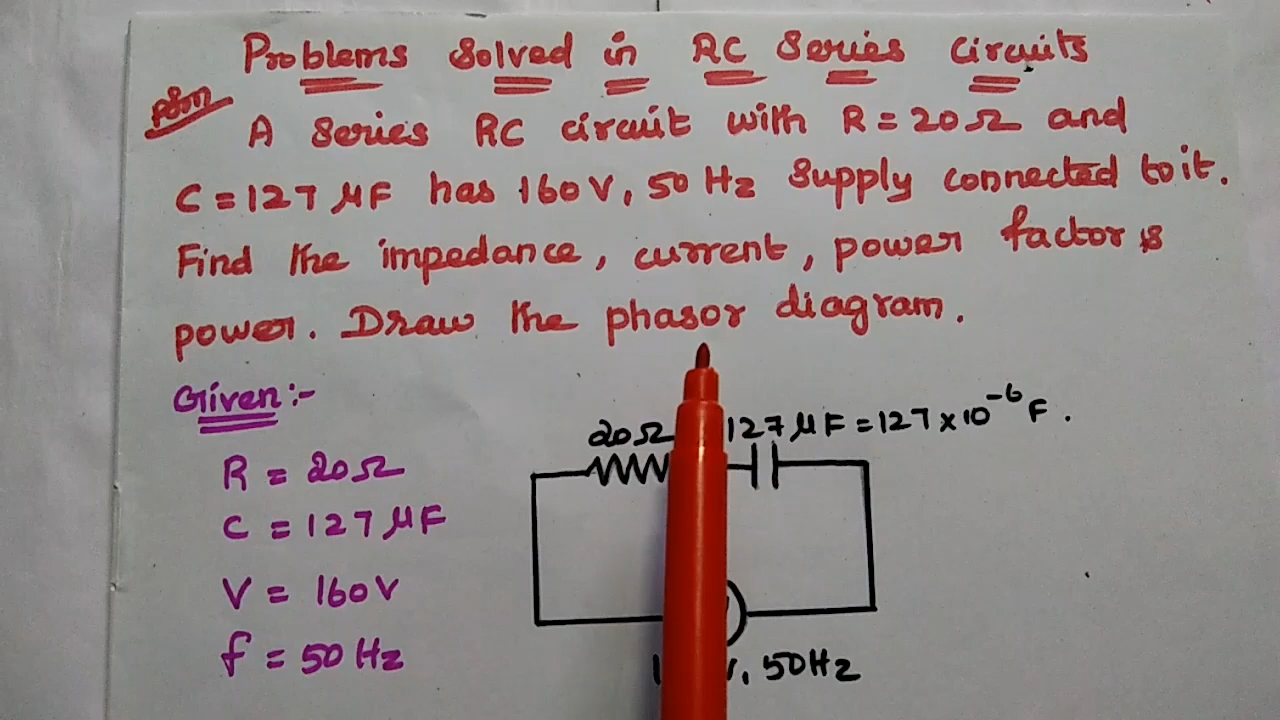 Problems Solved in RC Series Circuits
A Series RC circuit with R = 20Ω and
C = 127 μF has 160V, 50 Hz Supply connected to it.
Find the impedance, current, power factor &
power. Draw the phasor diagram.
Given:-
20Ω 127 μF = 127 x 10⁻⁶ F.
R = 20Ω
C = 127 μF
V = 160V
f = 50 Hz
50Hz